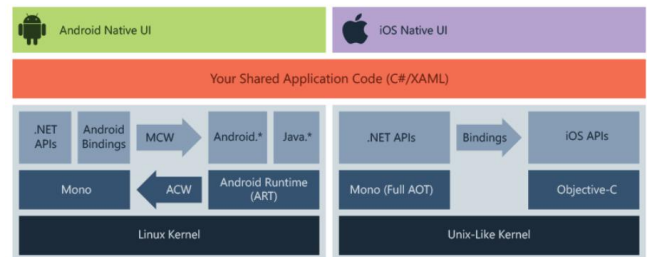 Android Native UI
iOS Native UI
Your Shared Application Code (C#/XAML)
.NET
APIs
Android
Bindings
MCW
Android.*
Java.*
Mono
ACW
Android Runtime
(ART)
Linux Kernel
.NET APIs
Bindings
iOS APIs
Mono (Full AOT)
Objective-C
Unix-Like Kernel